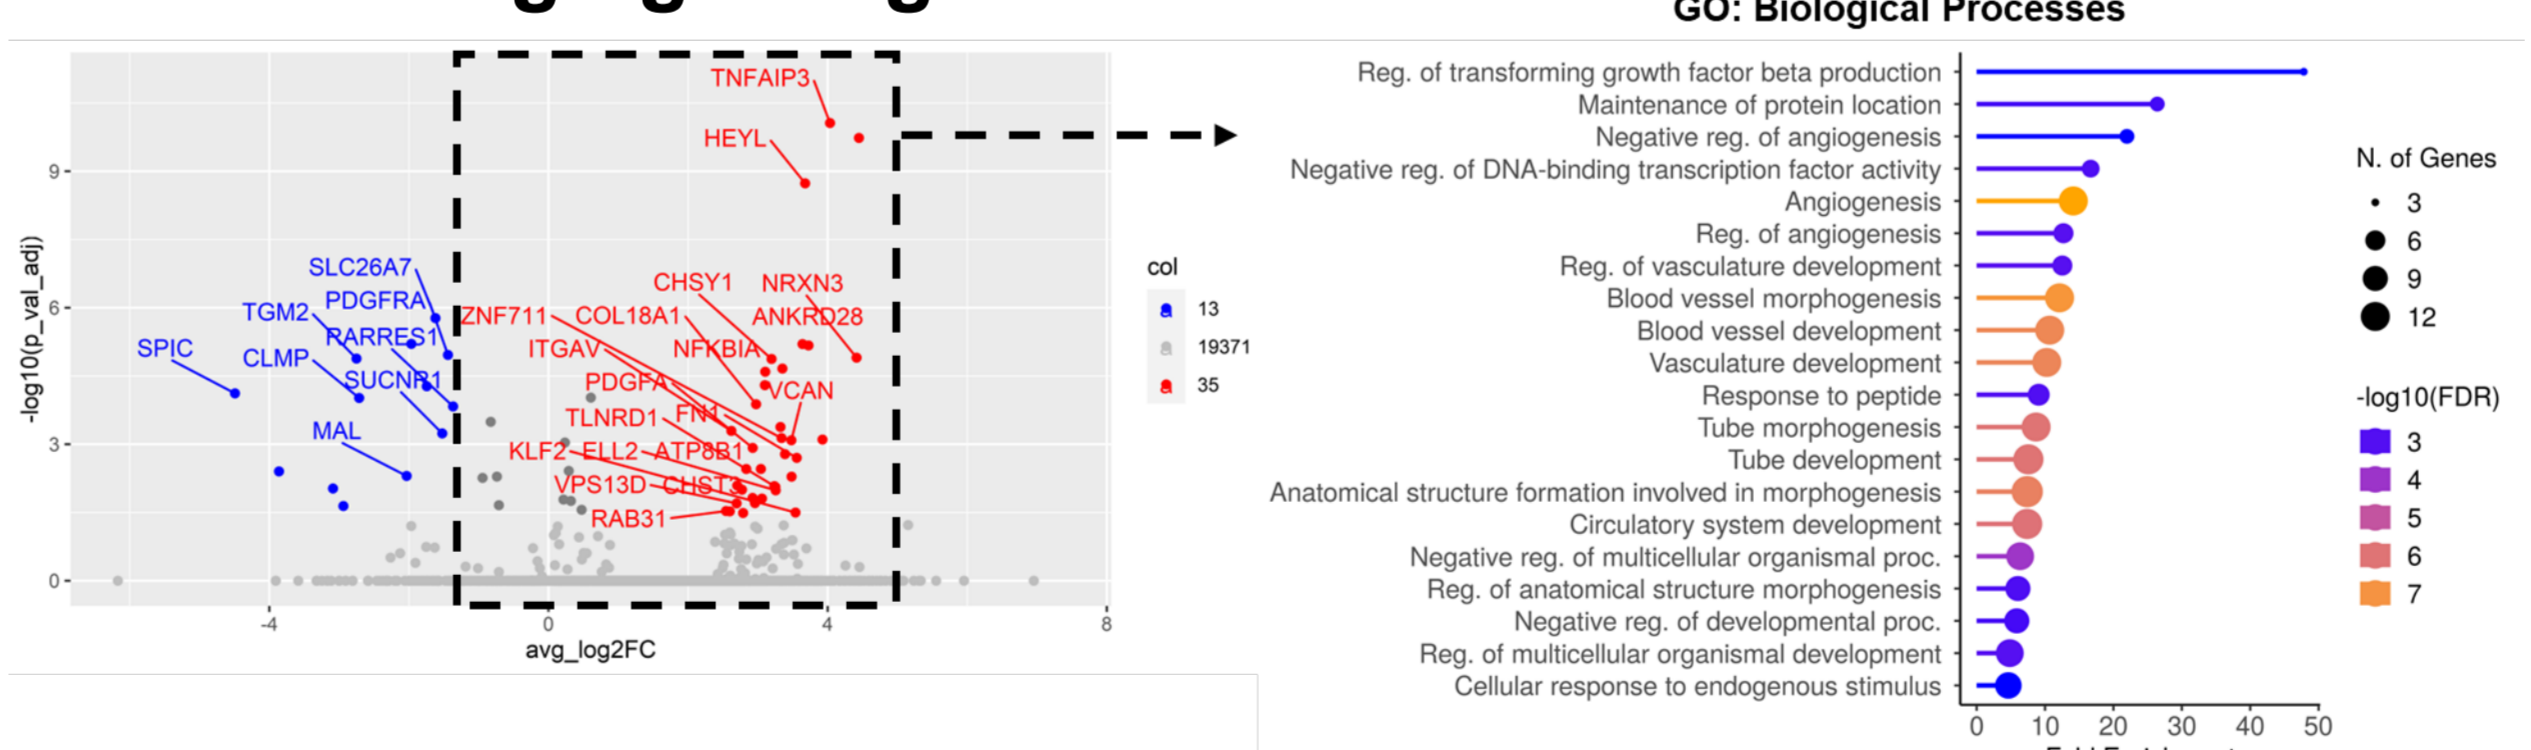 GO: Biological Processes
-log10(p_val_adj)
9
6
3
0
-4
0
4
8
avg_log2FC
TNFAIP3
HEYL
SLC26A7
PDGFRA
TGM2
RARRES1
SPIC
CLMP
SUCNR1
MAL
CHSY1
NRXN3
ZNF711
COL18A1
ANKRD28
ITGAV
NFKBIA
PDGFA
VCAN
TLNRD1
FN1
KLF2
ELL2
ATP8B1
VPS13D
CHST3
RAB31
col
13
19371
35
Reg. of transforming growth factor beta production
Maintenance of protein location
Negative reg. of angiogenesis
Negative reg. of DNA-binding transcription factor activity
Angiogenesis
Reg. of angiogenesis
Reg. of vasculature development
Blood vessel morphogenesis
Blood vessel development
Vasculature development
Response to peptide
Tube morphogenesis
Tube development
Anatomical structure formation involved in morphogenesis
Circulatory system development
Negative reg. of multicellular organismal proc.
Reg. of anatomical structure morphogenesis
Negative reg. of developmental proc.
Reg. of multicellular organismal development
Cellular response to endogenous stimulus
0 10 20 30 40 50
N. of Genes
3
6
9
12
-log10(FDR)
3
4
5
6
7